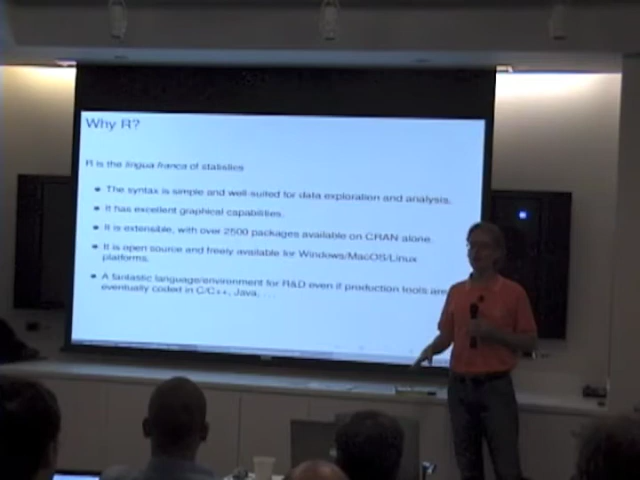 Why R?
R is the lingua franca of statistics
• The syntax is simple and well-suited for data exploration and analysis.
• It has excellent graphical capabilities.
• It is extensible, with over 2500 packages available on CRAN alone.
• It is open source and freely available for Windows/MacOS/Linux
platforms.
• A fantastic language/environment for R&D even if production tools are
eventually coded in C/C++, Java, ...